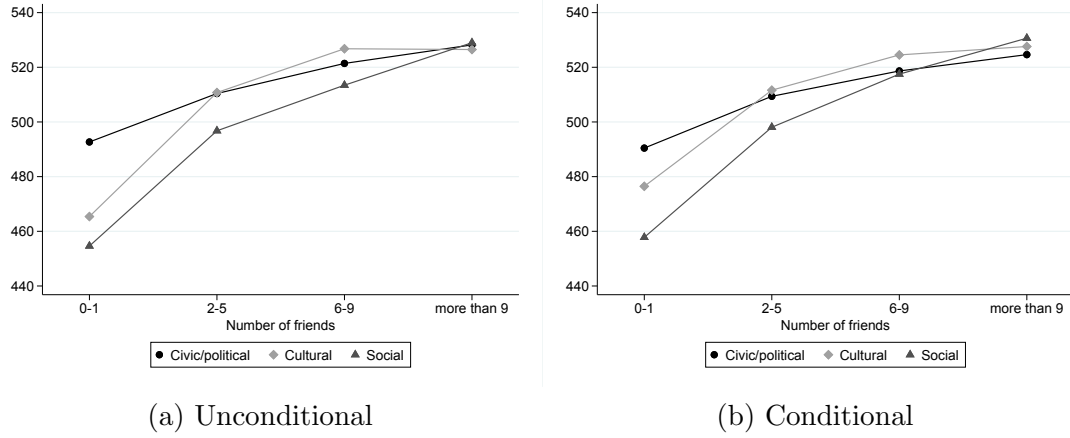 540
520
500
480
460
440
0-1 2-5 6-9 more than 9
Number of friends
Civic/political Cultural Social
(a) Unconditional
540
520
500
480
460
440
0-1 2-5 6-9 more than 9
Number of friends
Civic/political Cultural Social
(b) Conditional